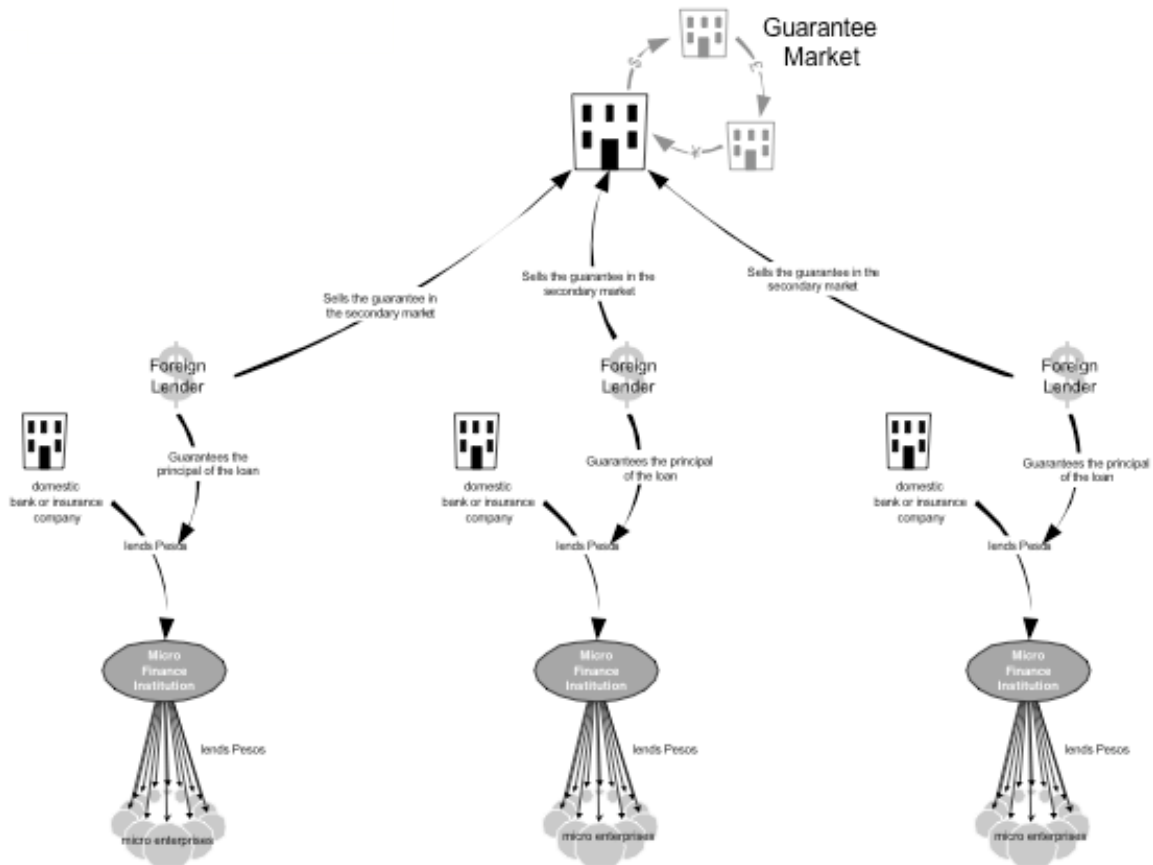 Guarantee
Market
$
£
¥
Sells the guarantee in
the secondary market
Sells the guarantee in the
secondary market
Sells the guarantee in the
secondary market
$
Foreign
Lender
$
Foreign
Lender
$
Foreign
Lender
Guarantees the
principal of the loan
Guarantees the principal
of the loan
Guarantees the principal
of the loan
domestic
bank or insurance
company
domestic
bank or insurance
company
domestic
bank or insurance
company
lends Pesos
lends Pesos
lends Pesos
Micro
Finance
Institution
Micro
Finance
Institution
Micro
Finance
Institution
lends Pesos
lends Pesos
lends Pesos
micro enterprises
micro enterprises
micro enterprises